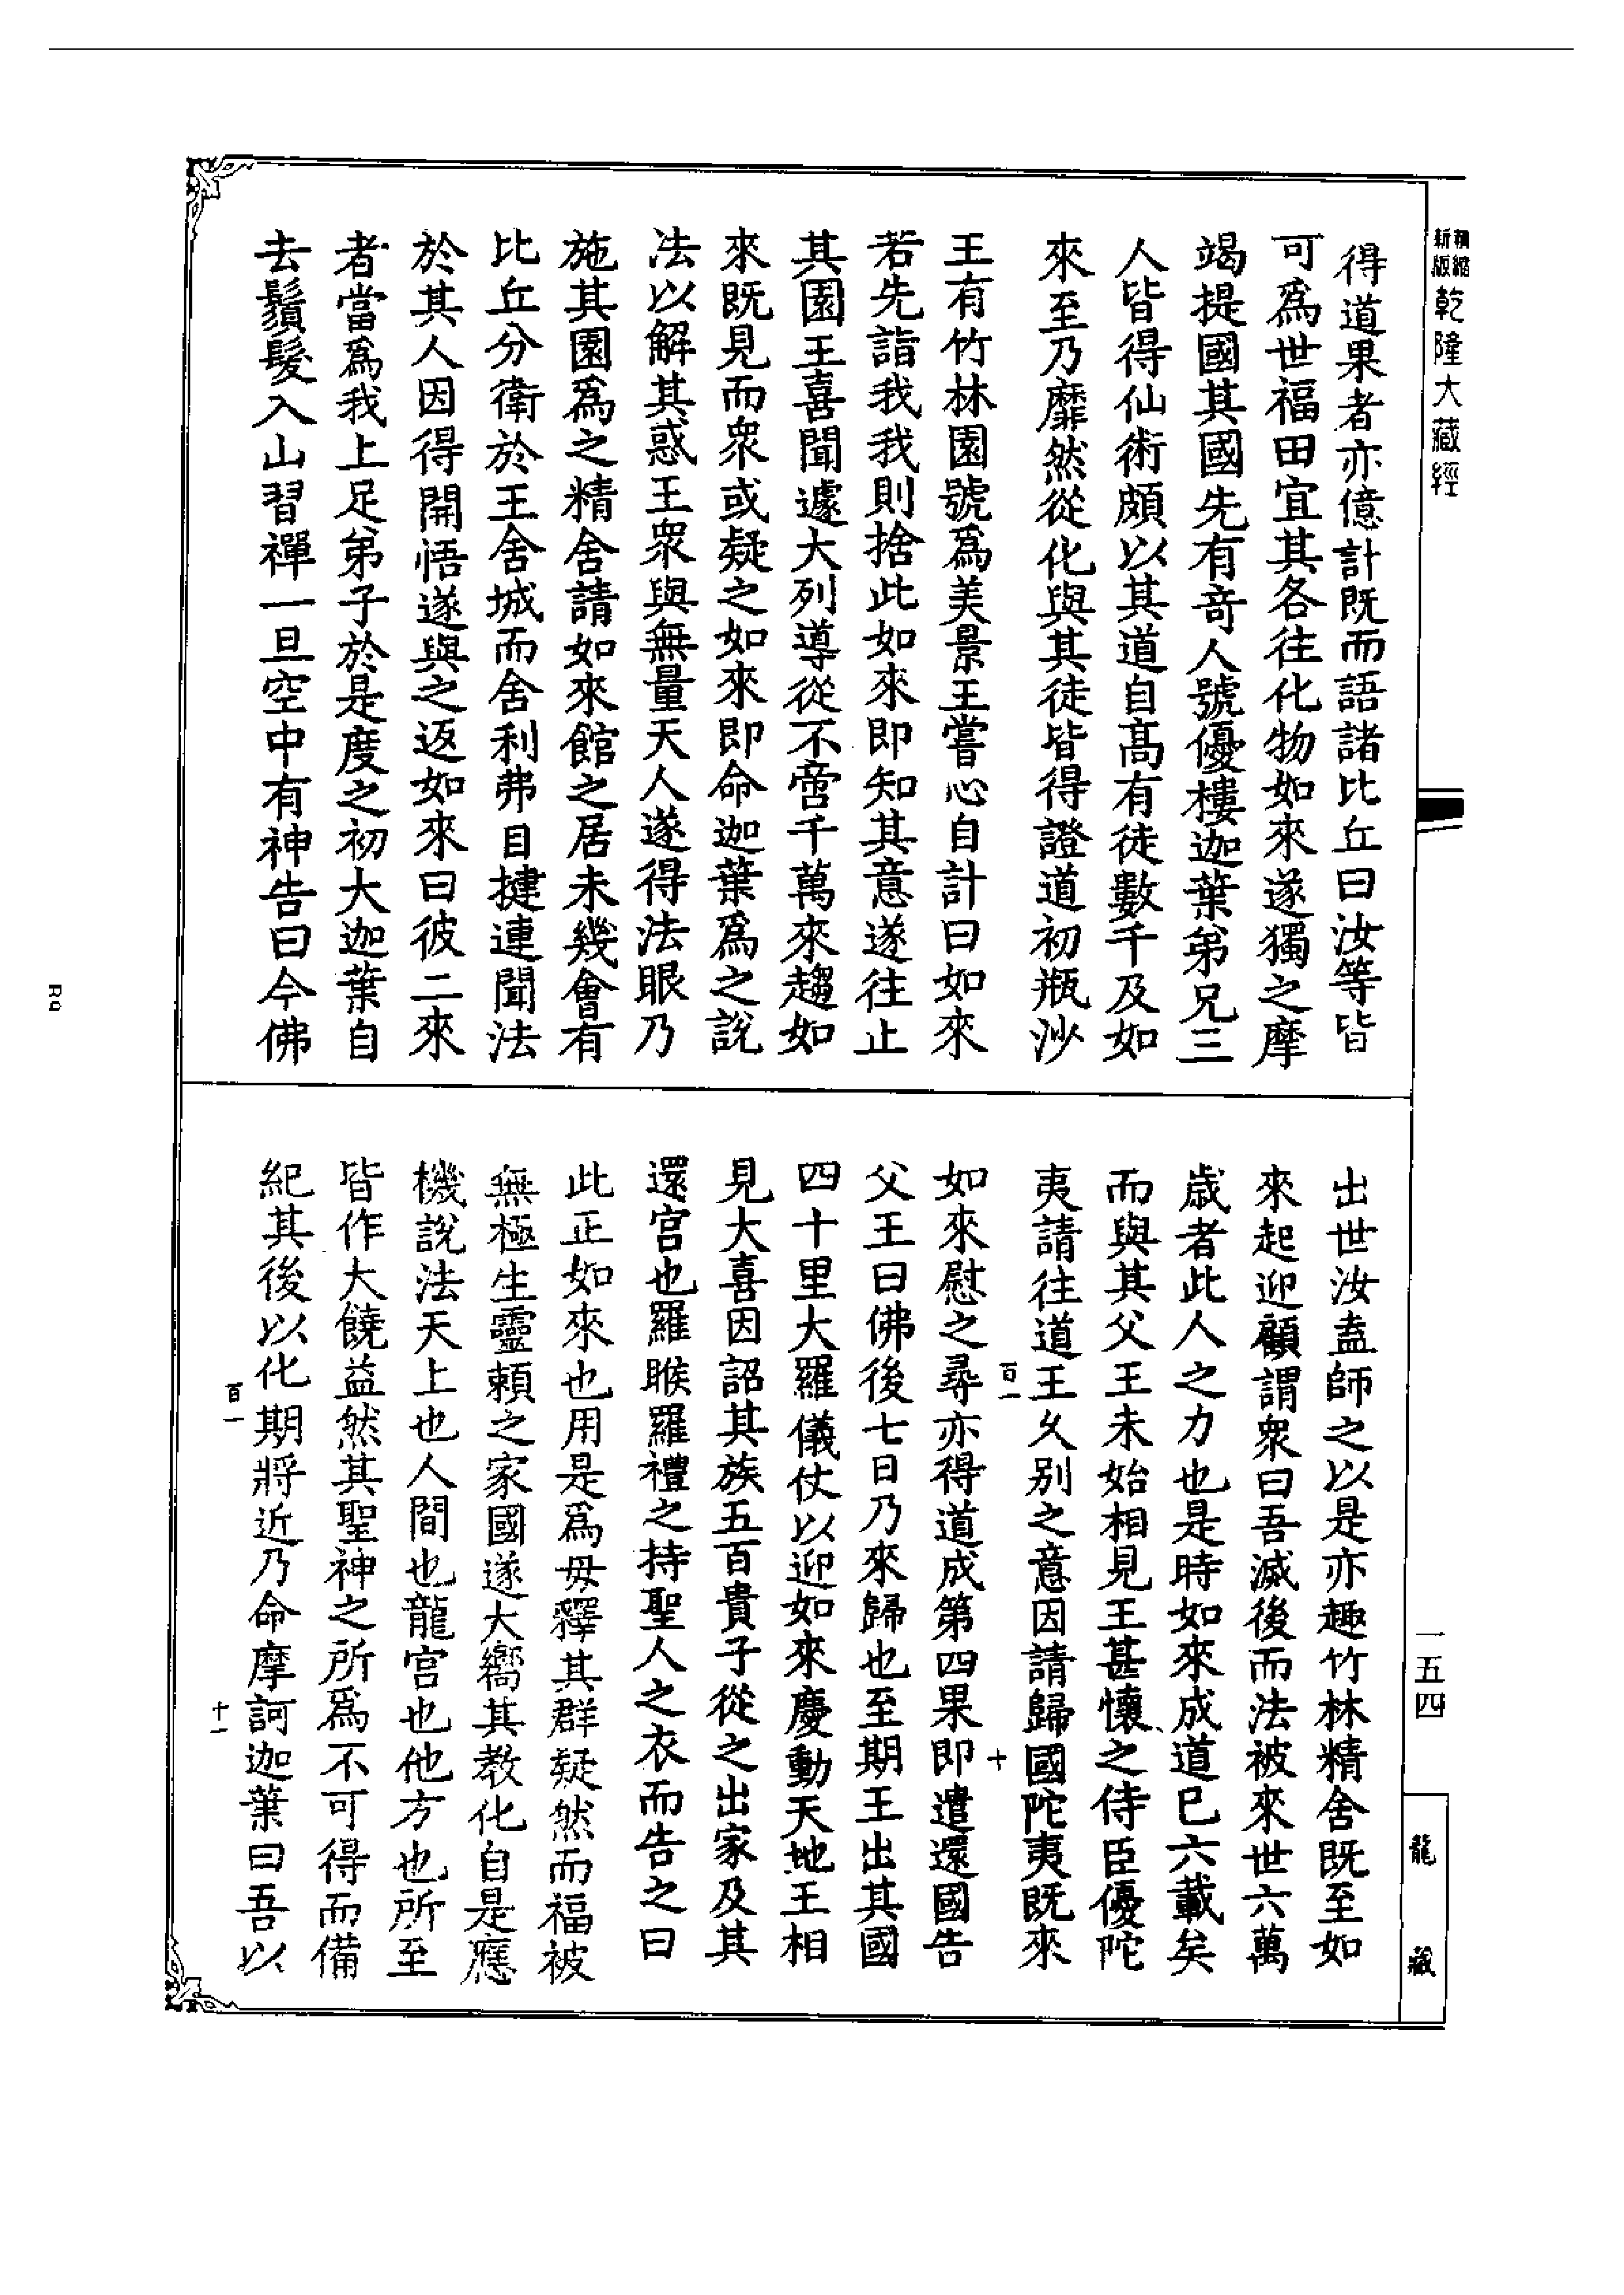 精縮
新版
乾隆大藏經
得道果者亦億計既而語諸比丘曰汝等皆
可爲世福田宜其各往化物如來遂獨之摩
竭提國其國先有奇人號優樓迦葉弟兄三
人皆得仙術頗以其道自高有徒數千及如
來至乃靡然從化與其徒皆得證道初瓶沙
王有竹林園號爲美景王嘗心自計曰如來
若先詣我我則捨此如來即知其意遂往止
其園王喜聞遽大列導從不啻千萬來趨如
來既見而衆或疑之如來即命迦葉爲之說
法以解其惑王衆與無量天人遂得法眼乃
施其園爲之精舍請如來館之居未幾會有
比丘分衛於王舍城而舍利弗目揵連聞法
於其人因得開悟遂與之返如來曰彼二來
者當爲我上足弟子於是度之初大迦葉自
去鬚髮入山習禪一旦空中有神告曰今佛
出世汝盍師之以是亦趣竹林精舍既至如
來起迎顧謂衆曰吾滅後而法被來世六萬
歲者此人之力也是時如來成道已六載矣
而與其父王未始相見王甚懷之侍臣優陀
夷請往道王久别之意因請歸國陀夷既來
百一
如來慰之尋亦得道成第四果即遣還國告
十
父王曰佛後七日乃來歸也至期王出其國
四十里大羅儀仗以迎如來慶動天地王相
見大喜因詔其族五百貴子從之出家及其
還宫也羅睺羅禮之持聖人之衣而告之曰
此正如來也用是爲毋釋其群疑然而福被
無極生靈賴之家國遂大嚮其教化自是應
機說法天上也人間也龍宫也他方也所至
皆作大饒益然其聖神之所爲不可得而備
紀其後以化期將近乃命摩訶迦葉曰吾以
百一
十一
一五四
龍藏